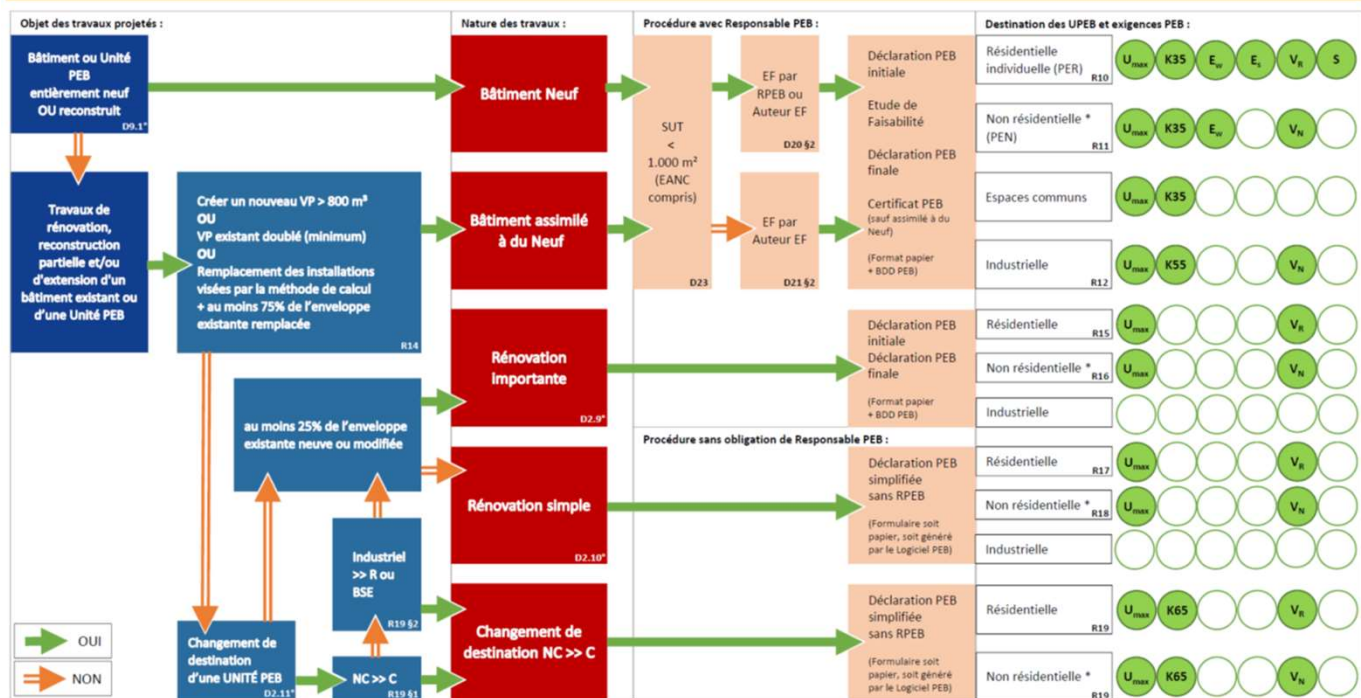 Objet des travaux projetés :
Nature des travaux :
Procédure avec Responsable PEB :
Destination des UPEB et exigences PEB :
Bâtiment ou Unité
PEB
entièrement neuf
OU reconstruit
D9.1°
Bâtiment Neuf
SUT
<
1.000 m²
(EANC
compris)
D23
EF par
RPEB ou
Auteur EF
D20 §2
Déclaration PEB
initiale
Etude de
Faisabilité
Déclaration PEB
finale
Certificat PEB
(sauf assimilé à du
Neuf)
(Format papier
+ BDD PEB)
Résidentielle
individuelle (PER)
R10
Umax K35 Ew Es VR S
Non résidentielle *
(PEN)
R11
Umax K35 Ew VN
Travaux de
rénovation,
reconstruction
partielle et/ou
d'extension d'un
bâtiment existant ou
d'une Unité PEB
Créer un nouveau VP > 800 m³
OU
VP existant doublé (minimum)
OU
Remplacement des installations
visées par la méthode de calcul
+ au moins 75% de l'enveloppe
existante remplacée
R14
Bâtiment assimilé
à du Neuf
EF par
Auteur EF
D21 §2
Espaces communs
Umax K35
Industrielle
R12
Umax K55 VN
Rénovation
importante
D2.9°
Déclaration PEB
initiale
Déclaration PEB
finale
(Format papier
+ BDD PEB)
Résidentielle
R15
Umax VR
Non résidentielle *
R16
Umax VN
Industrielle
au moins 25% de l'enveloppe
existante neuve ou modifiée
Procédure sans obligation de Responsable PEB :
Rénovation simple
D2.10°
Déclaration PEB
simplifiée
sans RPEB
(Formulaire soit
papier, soit généré
par le Logiciel PEB)
Résidentielle
R17
Umax VR
Non résidentielle *
R18
Umax VN
Industrielle
Industriel
>> R ou
BSE
R19 §2
Changement de
destination
d'une UNITÉ PEB
D2.11°
NC >> C
R19 §1
Changement de
destination NC >> C
Déclaration PEB
simplifiée
sans RPEB
(Formulaire soit
papier, soit généré
par le Logiciel PEB)
Résidentielle
R19
Umax K65 VR
Non résidentielle *
R19
Umax K65 VN
OUI
NON